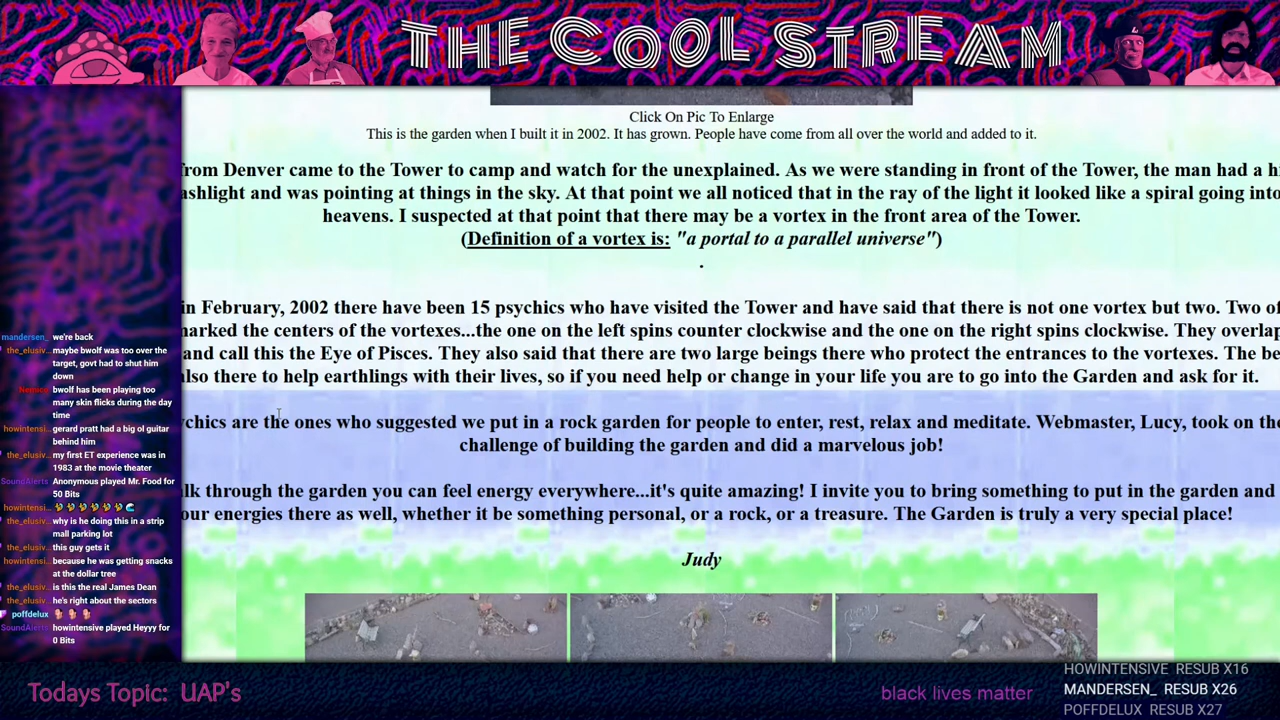 THE COOL STREAM
Click On Pic To Enlarge
This is the garden when I built it in 2002. It has grown. People have come from all over the world and added to it.
from Denver came to the Tower to camp and watch for the unexplained. As we were standing in front of the Tower, the man had a
and was pointing at things in the sky. At that point we all noticed that in the ray of the light it looked like a spiral going into
heavens. I suspected at that point that there may be a vortex in the front area of the Tower.
(Definition of a vortex is: "a portal to a parallel universe")
.
in February, 2002 there have been 15 psychics who have visited the Tower and have said that there is not one vortex but two. Two of
marked the centers of the vortexes...the one on the left spins counter clockwise and the one on the right spins clockwise. They
and call this the Eye of Pisces. They also said that there are two large beings there who protect the entrances to the vortexes. The
also there to help earthlings with their lives, so if you need help or change in your life you are to go into the Garden and ask for it.
are the ones who suggested we put in a rock garden for people to enter, rest, relax and meditate. Webmaster, Lucy, took on the
challenge of building the garden and did a marvelous job!
through the garden you can feel energy everywhere...it's quite amazing! I invite you to bring something to put in the garden and
our energies there as well, whether it be something personal, or a rock, or a treasure. The Garden is truly a very special place!
Judy
mandersen_ we're back
the_elusiv... maybe bwolf was too over the
target, govt had to shut him
down
bwolf has been playing too
many skin flicks during the day
time
howintensi... gerard pratt had a big ol guitar
behind him
the_elusiv... my first ET experience was in
1983 at the movie theater
SoundAlerts Anonymous played Mr. Food for
50 Bits
howintensi...
the_elusiv... why is he doing this in a strip
mall parking lot
the_elusiv... this guy gets it
howintensi... because he was getting snacks
at the dollar tree
the_elusiv... is this the real James Dean
the_elusiv... he's right about the sectors
poffdelux
SoundAlerts howintensive played Heyyy for
0 Bits
Todays Topic: UAP's
black lives matter
HOWINTENSIVE RESUB X16
MANDERSEN_ RESUB X26
POFFDELUX RESUB X27